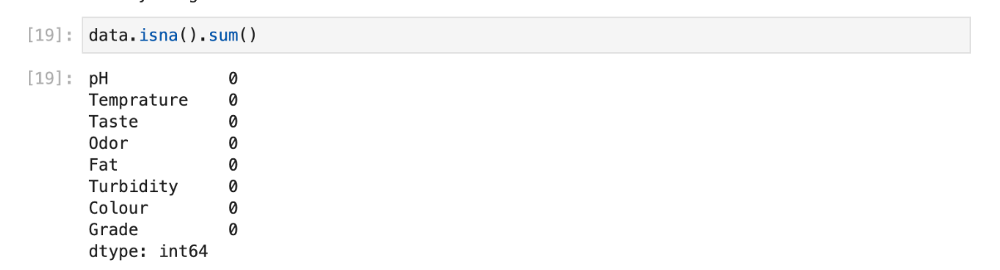 [19]: data.isna().sum()
[19]: pH 0
Temprature 0
Taste 0
Odor 0
Fat 0
Turbidity 0
Colour 0
Grade 0
dtype: int64